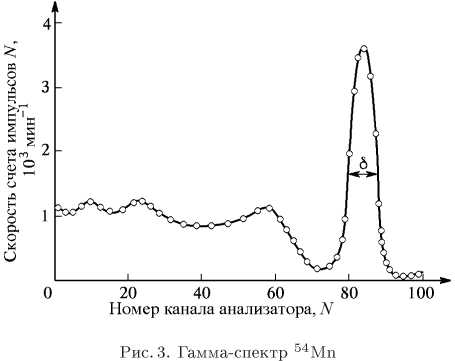 Скорость счета импульсов N,
10³ мин⁻¹
4
3
2
1
δ
0
20
40
60
80
100
Номер канала анализатора, N
Рис. 3. Гамма-спектр ⁵⁴Mn